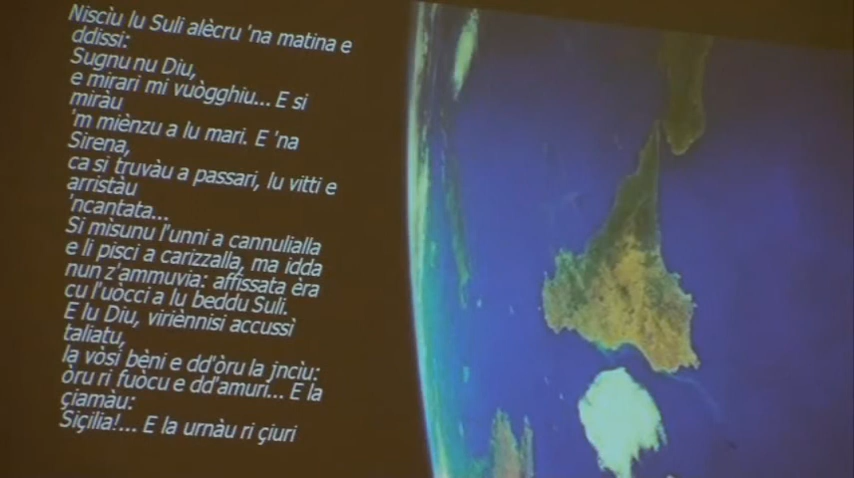 Nisciu lu Suli alècru 'na matina e
ddissi:
Sugnu nu Diu,
e mirari mi vuògghiu... E si
miràu
'm miènzu a lu mari. E 'na
Sirena,
ca si truvàu a passari, lu vitti e
arristàu
'ncantata...
Si mìsunu l'unni a cannulialla
e li pisci a carizzalla, ma idda
nun z'ammuvia: affissata èra
cu l'uòcci a lu beddu Suli.
E lu Diu, viriènnisi accussì
taliatu,
la vòsi bèni e dd'òru la jnciu:
òru ri fuòcu e dd'amuri... E la
çiamàu:
Siçilia!... E la urnàu ri çiuri